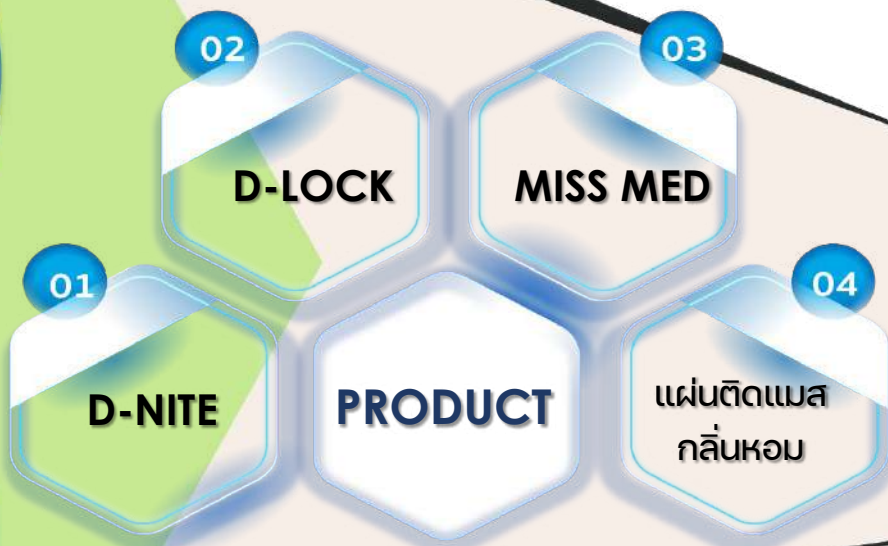 02
D-LOCK
03
MISS MED
01
D-NITE
PRODUCT
04
แผ่นติดแมส
กลิ่นหอม